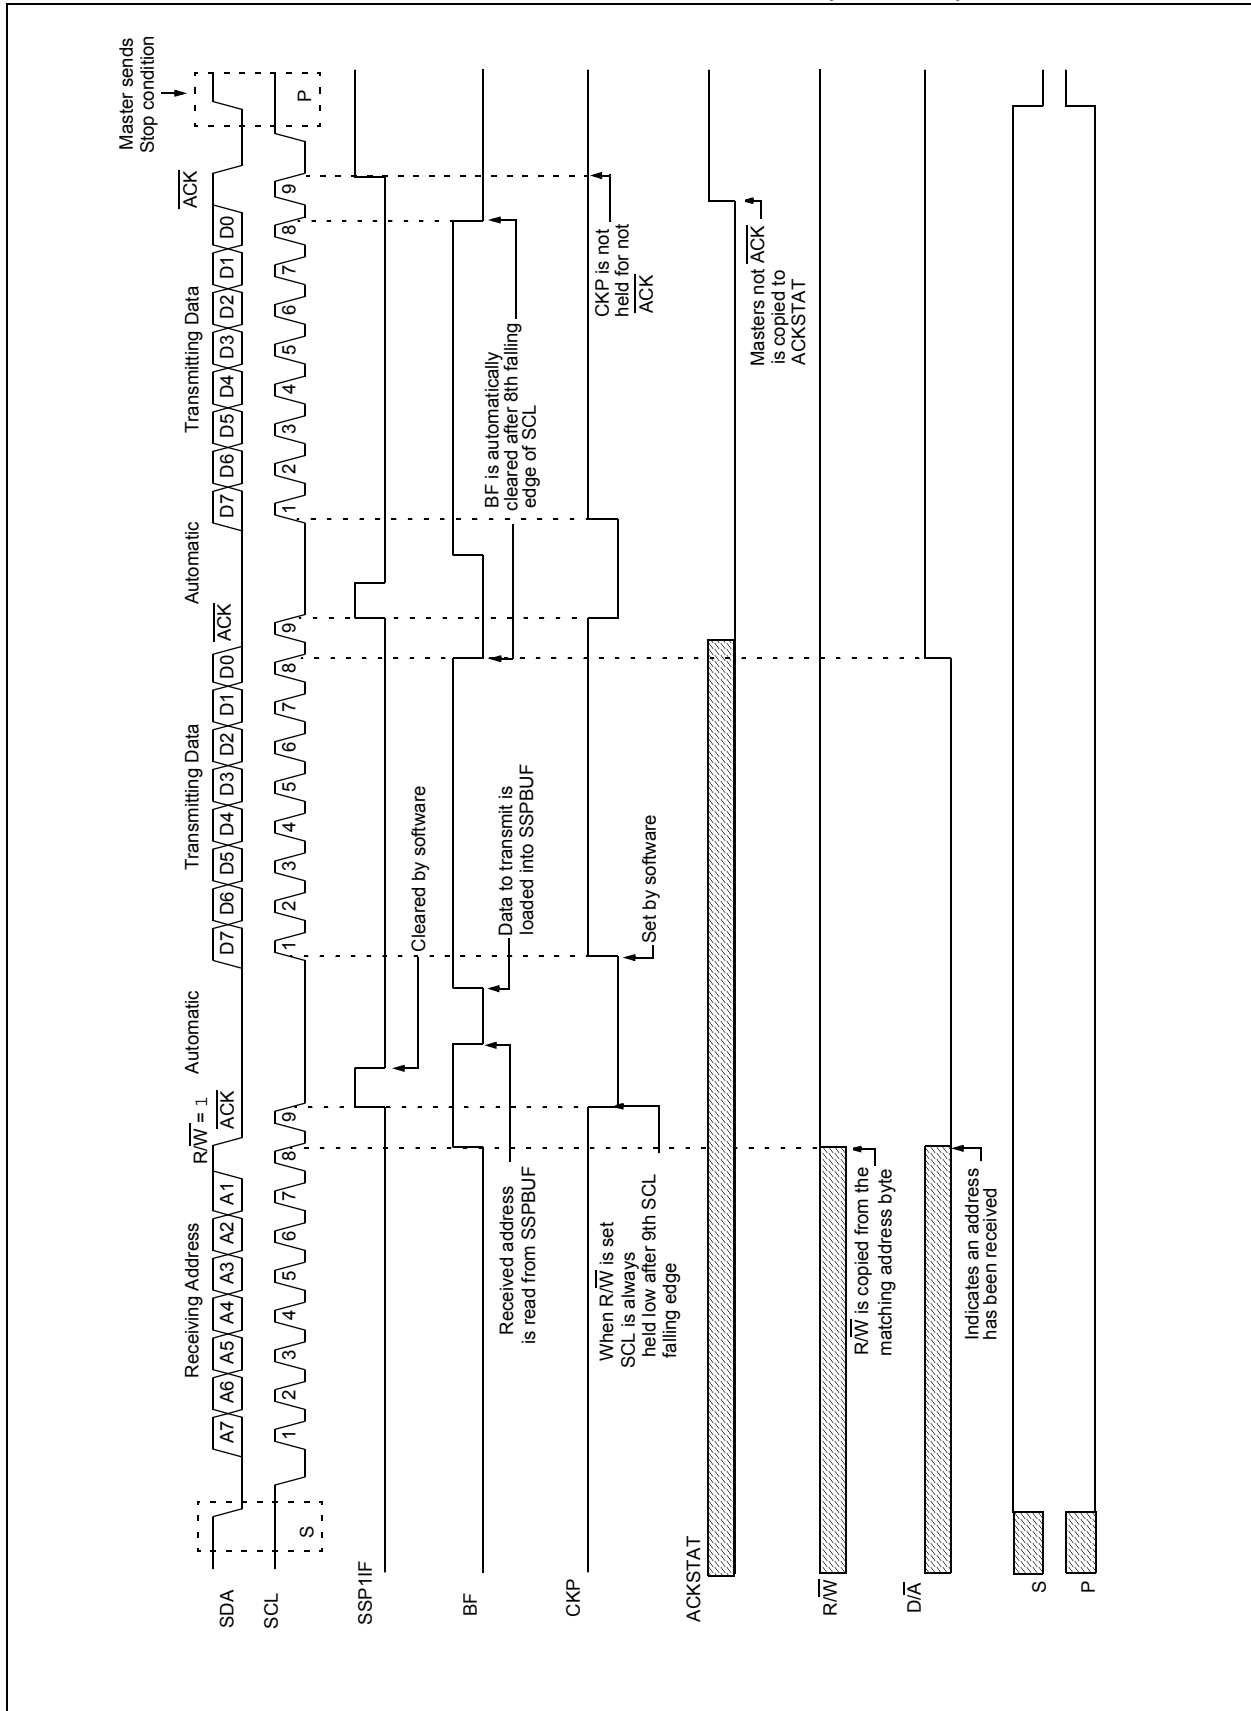 Master sends
Stop condition
Receiving Address
R/W̅ = 1
Automatic
Transmitting Data
Automatic
Transmitting Data
A̅C̅K̅
SDA
A7 A6 A5 A4 A3 A2 A1
A̅C̅K̅
D7 D6 D5 D4 D3 D2 D1 D0
A̅C̅K̅
D7 D6 D5 D4 D3 D2 D1 D0
SCL
S
1 2 3 4 5 6 7 8 9
1 2 3 4 5 6 7 8 9
1 2 3 4 5 6 7 8 9
P
SSP1IF
Cleared by software
BF
Received address
is read from SSPBUF
Data to transmit is
loaded into SSPBUF
BF is automatically
cleared after 8th falling
edge of SCL
CKP
When R/W̅ is set
SCL is always
held low after 9th SCL
falling edge
Set by software
CKP is not
held for not
A̅C̅K̅
ACKSTAT
Masters not A̅C̅K̅
is copied to
ACKSTAT
R/W̅
R/W̅ is copied from the
matching address byte
D/A̅
Indicates an address
has been received
S
P